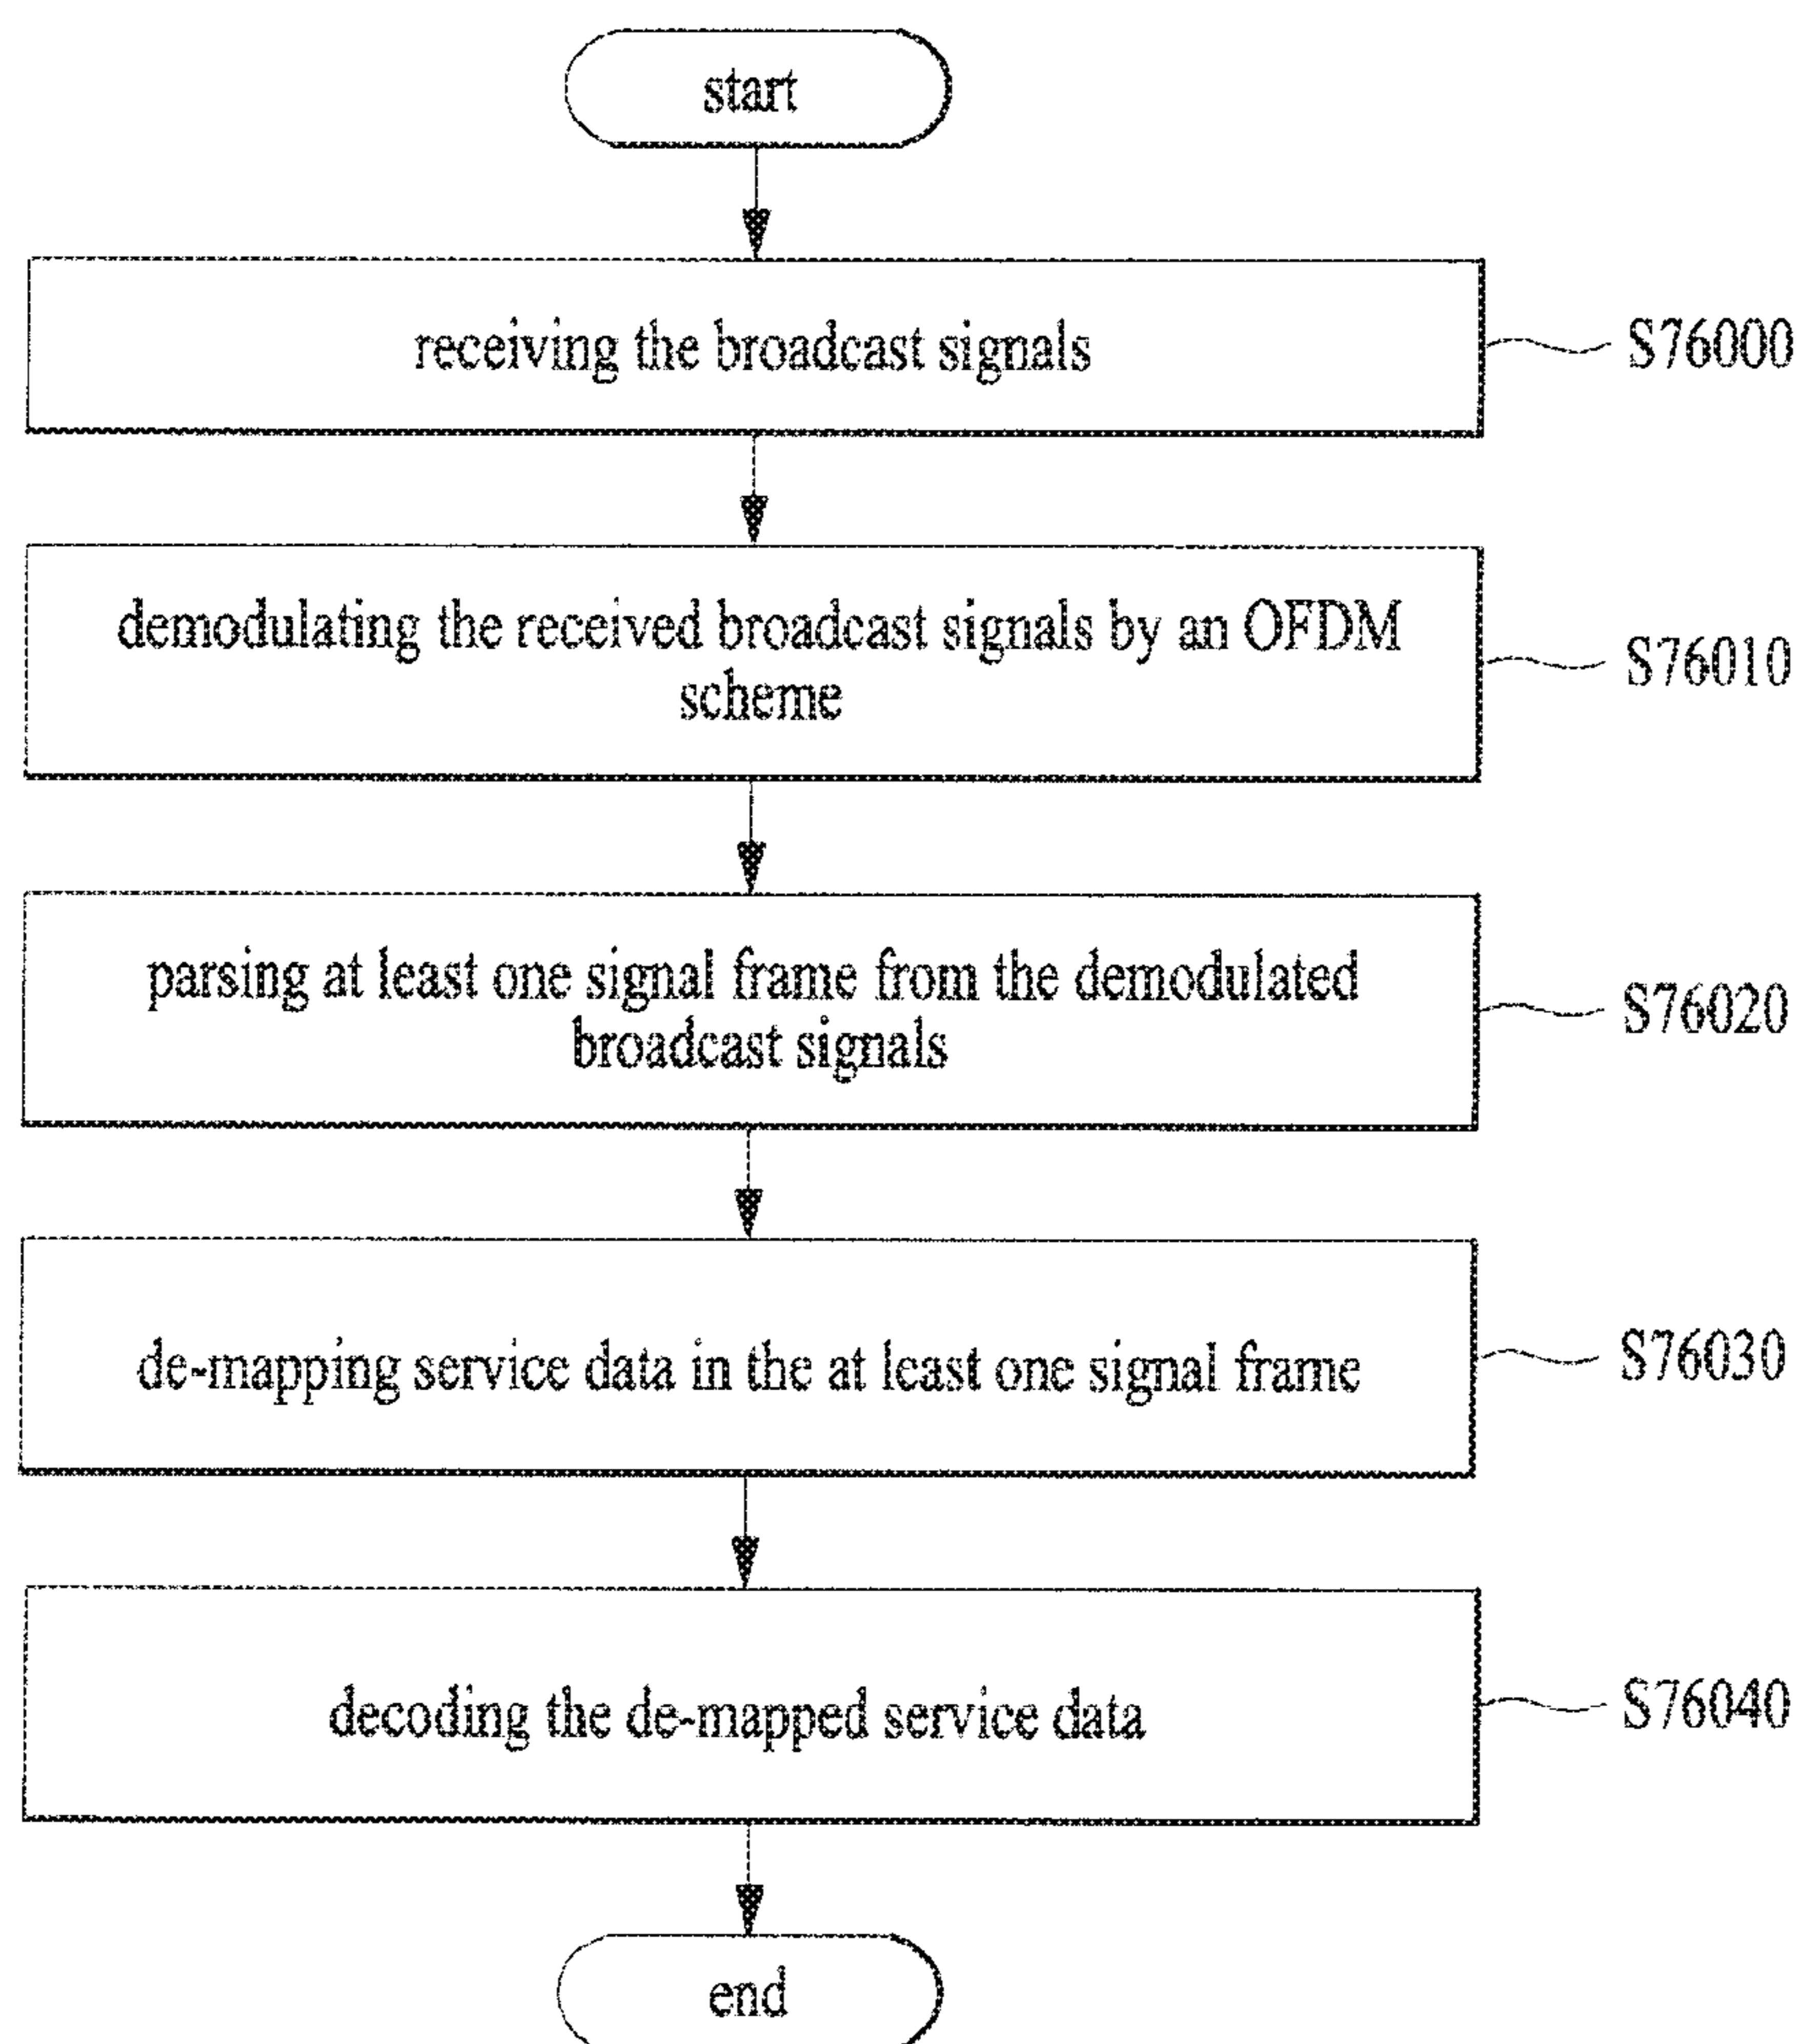 start
receiving the broadcast signals
S76000
demodulating the received broadcast signals by an OFDM
scheme
S76010
parsing at least one signal frame from the demodulated
broadcast signals
S76020
de-mapping service data in the at least one signal frame
S76030
decoding the de-mapped service data
S76040
end